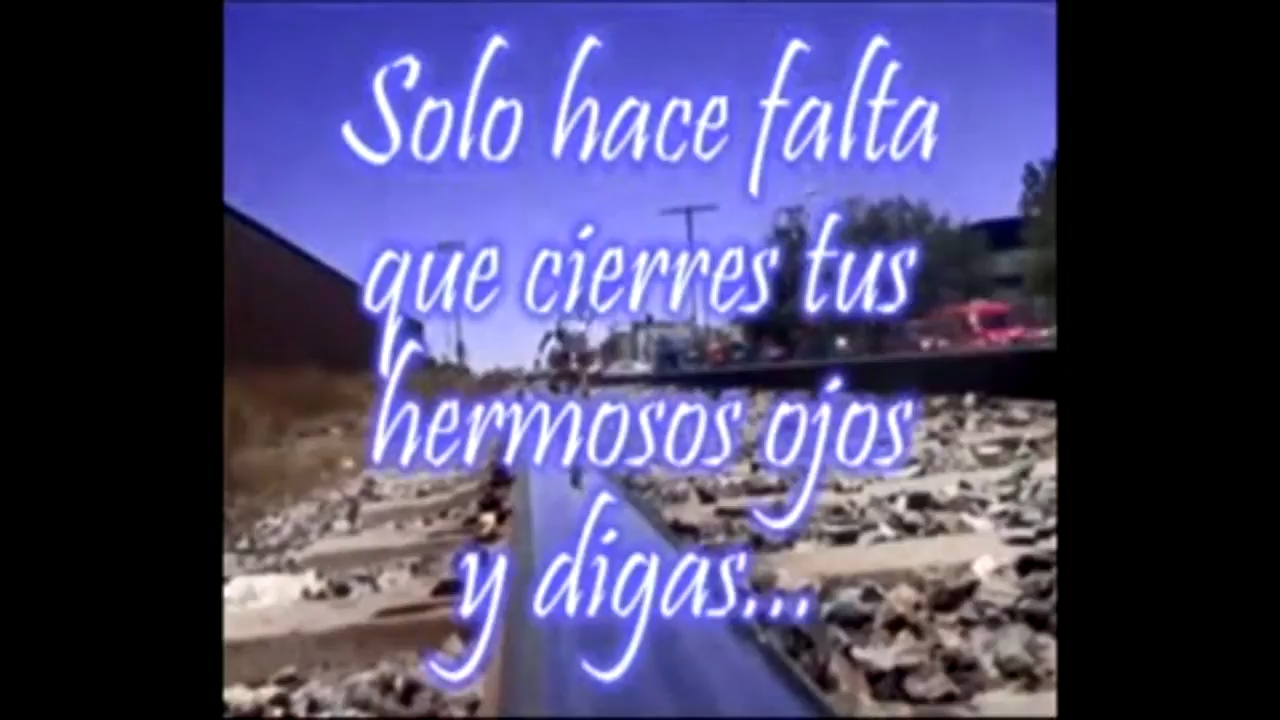 Solo hace falta
que cierres tus
hermosos ojos
y digas...